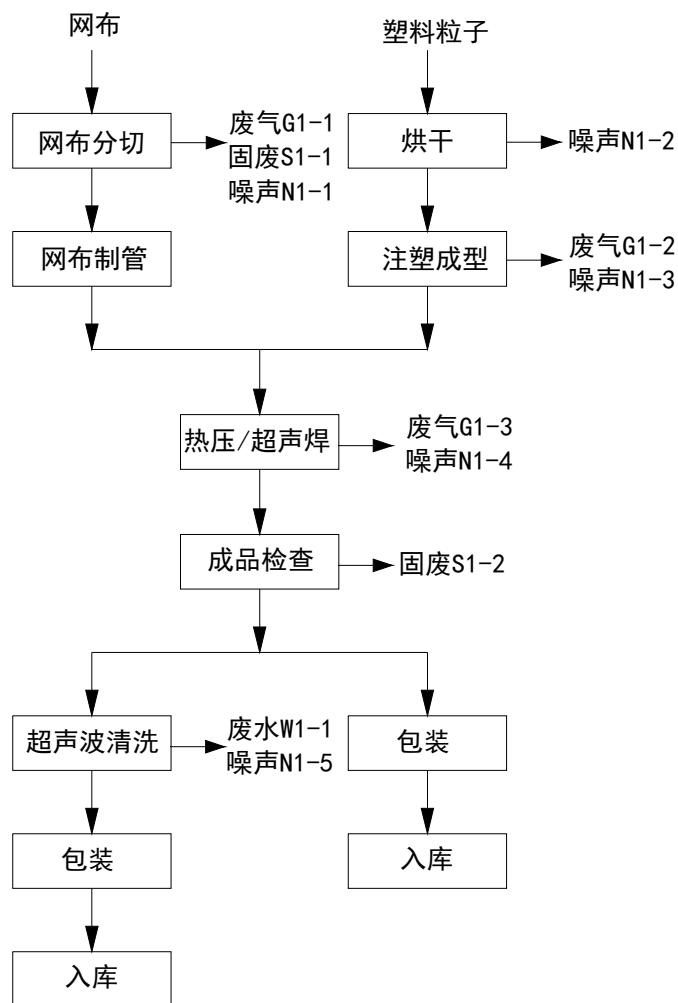 网布
塑料粒子
网布分切
废气G1-1
固废S1-1
噪声N1-1
烘干
噪声N1-2
网布制管
注塑成型
废气G1-2
噪声N1-3
热压/超声焊
废气G1-3
噪声N1-4
成品检查
固废S1-2
超声波清洗
废水W1-1
噪声N1-5
包装
包装
入库
入库